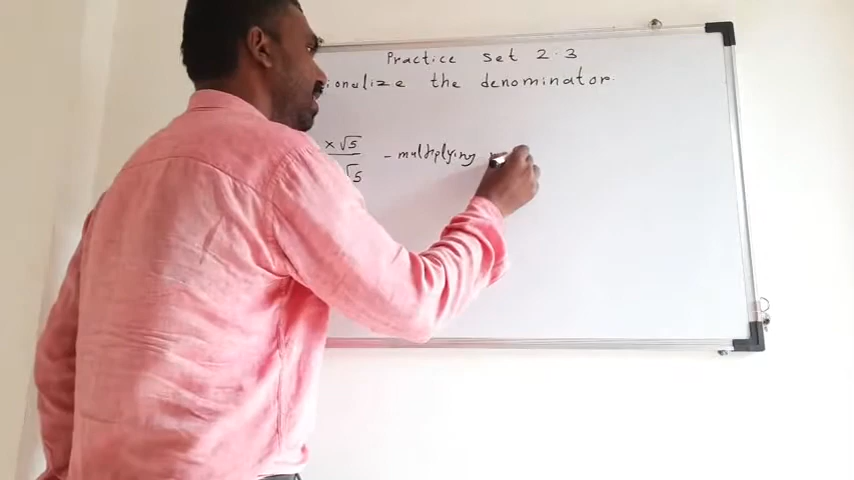 Practice set 2.3
ionalize the denominator.
× √5
- multiplying
√5